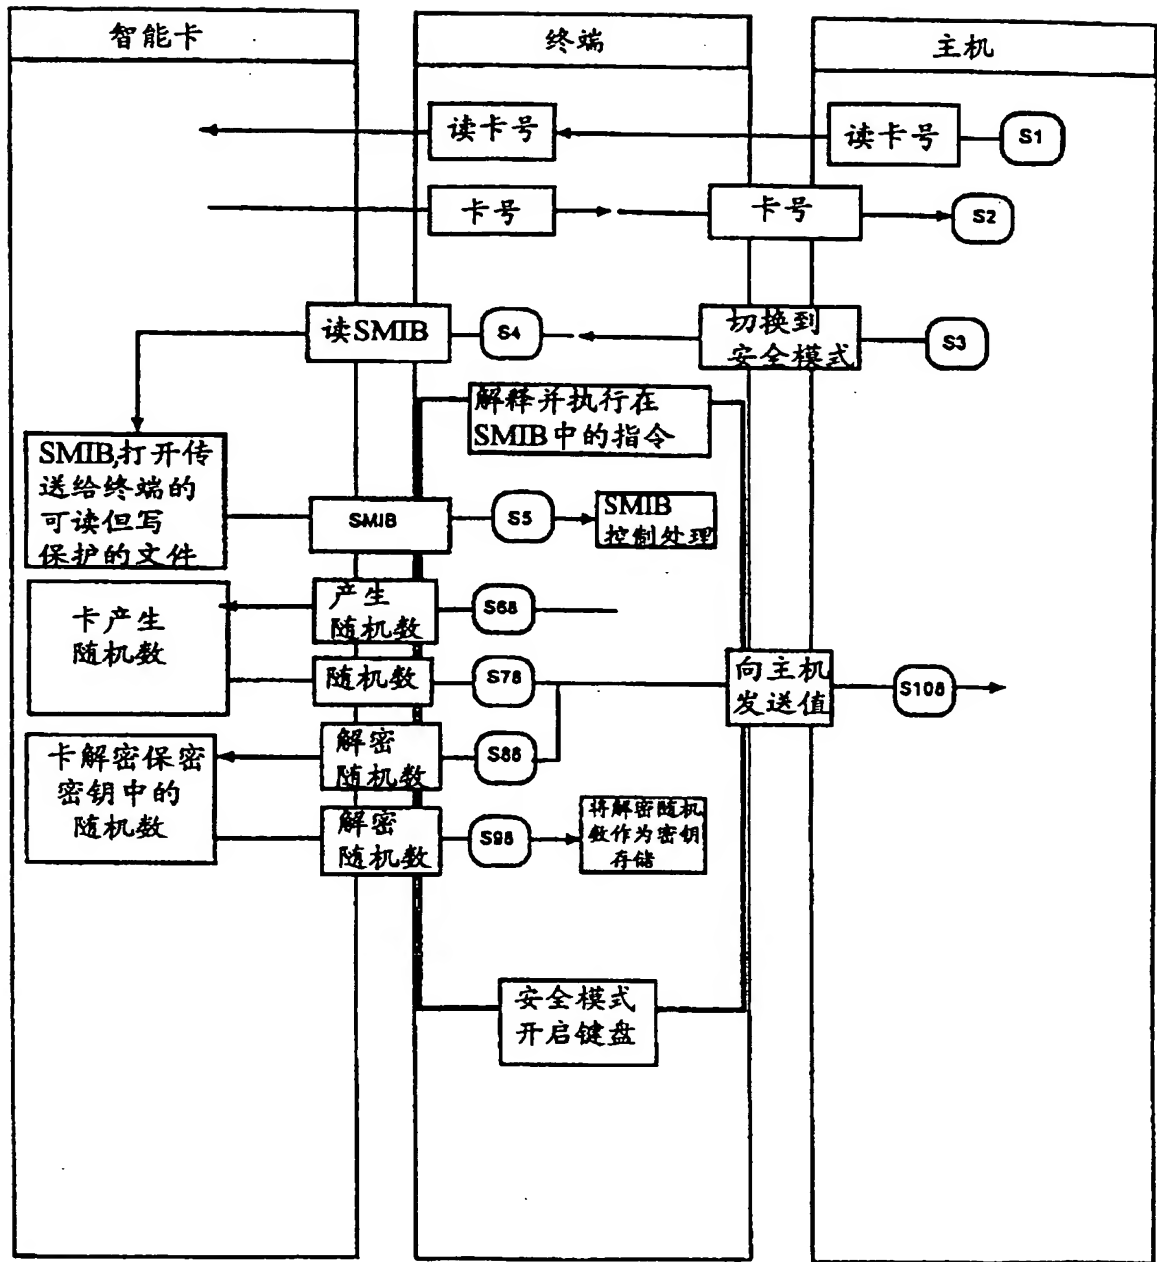 智能卡
终端
主机
读卡号
读卡号
S1
卡号
卡号
S2
读SMIB
S4
切换到
安全模式
S3
解释并执行在
SMIB中的指令
SMIB,打开传
送给终端的
可读但写
保护的文件
SMIB
S5
SMIB
控制处理
卡产生
随机数
产生
随机数
S68
随机数
S78
向主机
发送值
S108
卡解密保密
密钥中的
随机数
解密
随机数
S88
解密
随机数
S98
将解密随机
数作为密钥
存储
安全模式
开启键盘